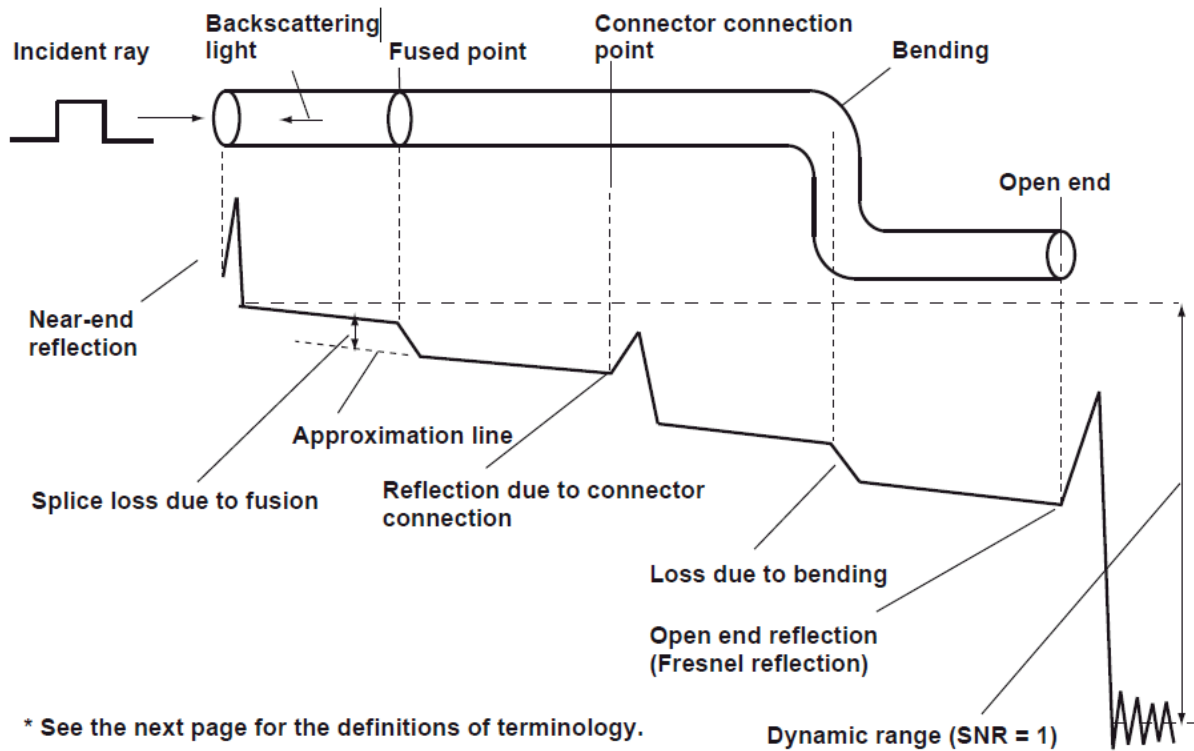 Incident ray
Backscattering
light
Fused point
Connector connection
point
Bending
Open end
Near-end
reflection
Approximation line
Splice loss due to fusion
Reflection due to connector
connection
Loss due to bending
Open end reflection
(Fresnel reflection)
* See the next page for the definitions of terminology.
Dynamic range (SNR = 1)